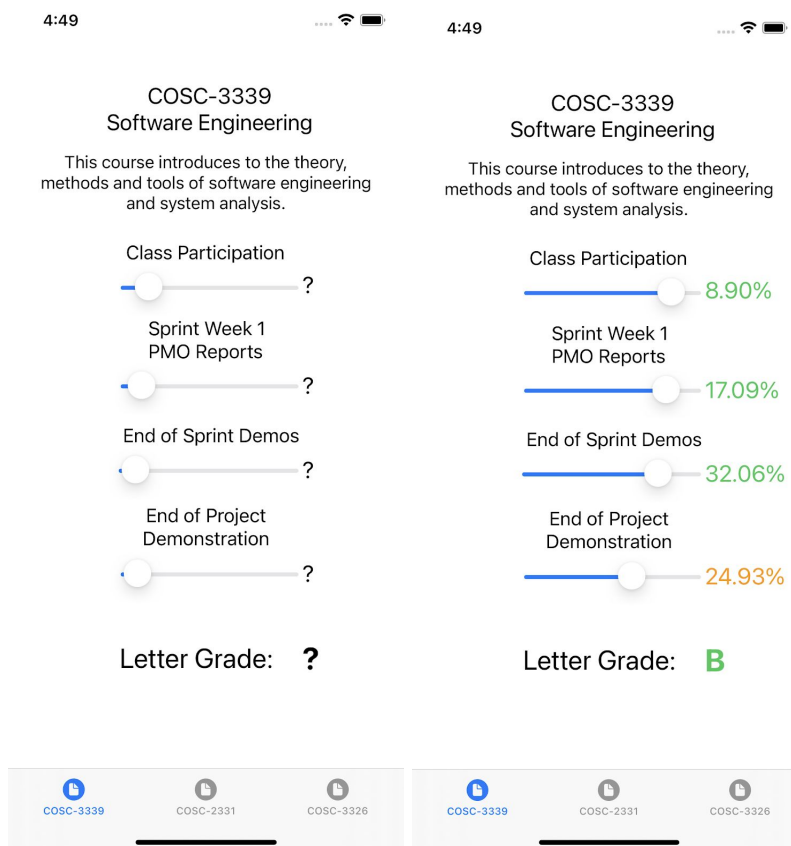 4:49
COSC-3339
Software Engineering
This course introduces to the theory,
methods and tools of software engineering
and system analysis.
Class Participation
?
Sprint Week 1
PMO Reports
?
End of Sprint Demos
?
End of Project
Demonstration
?
Letter Grade: ?
COSC-3339 COSC-2331 COSC-3326
4:49
COSC-3339
Software Engineering
This course introduces to the theory,
methods and tools of software engineering
and system analysis.
Class Participation
8.90%
Sprint Week 1
PMO Reports
17.09%
End of Sprint Demos
32.06%
End of Project
Demonstration
24.93%
Letter Grade: B
COSC-3339 COSC-2331 COSC-3326